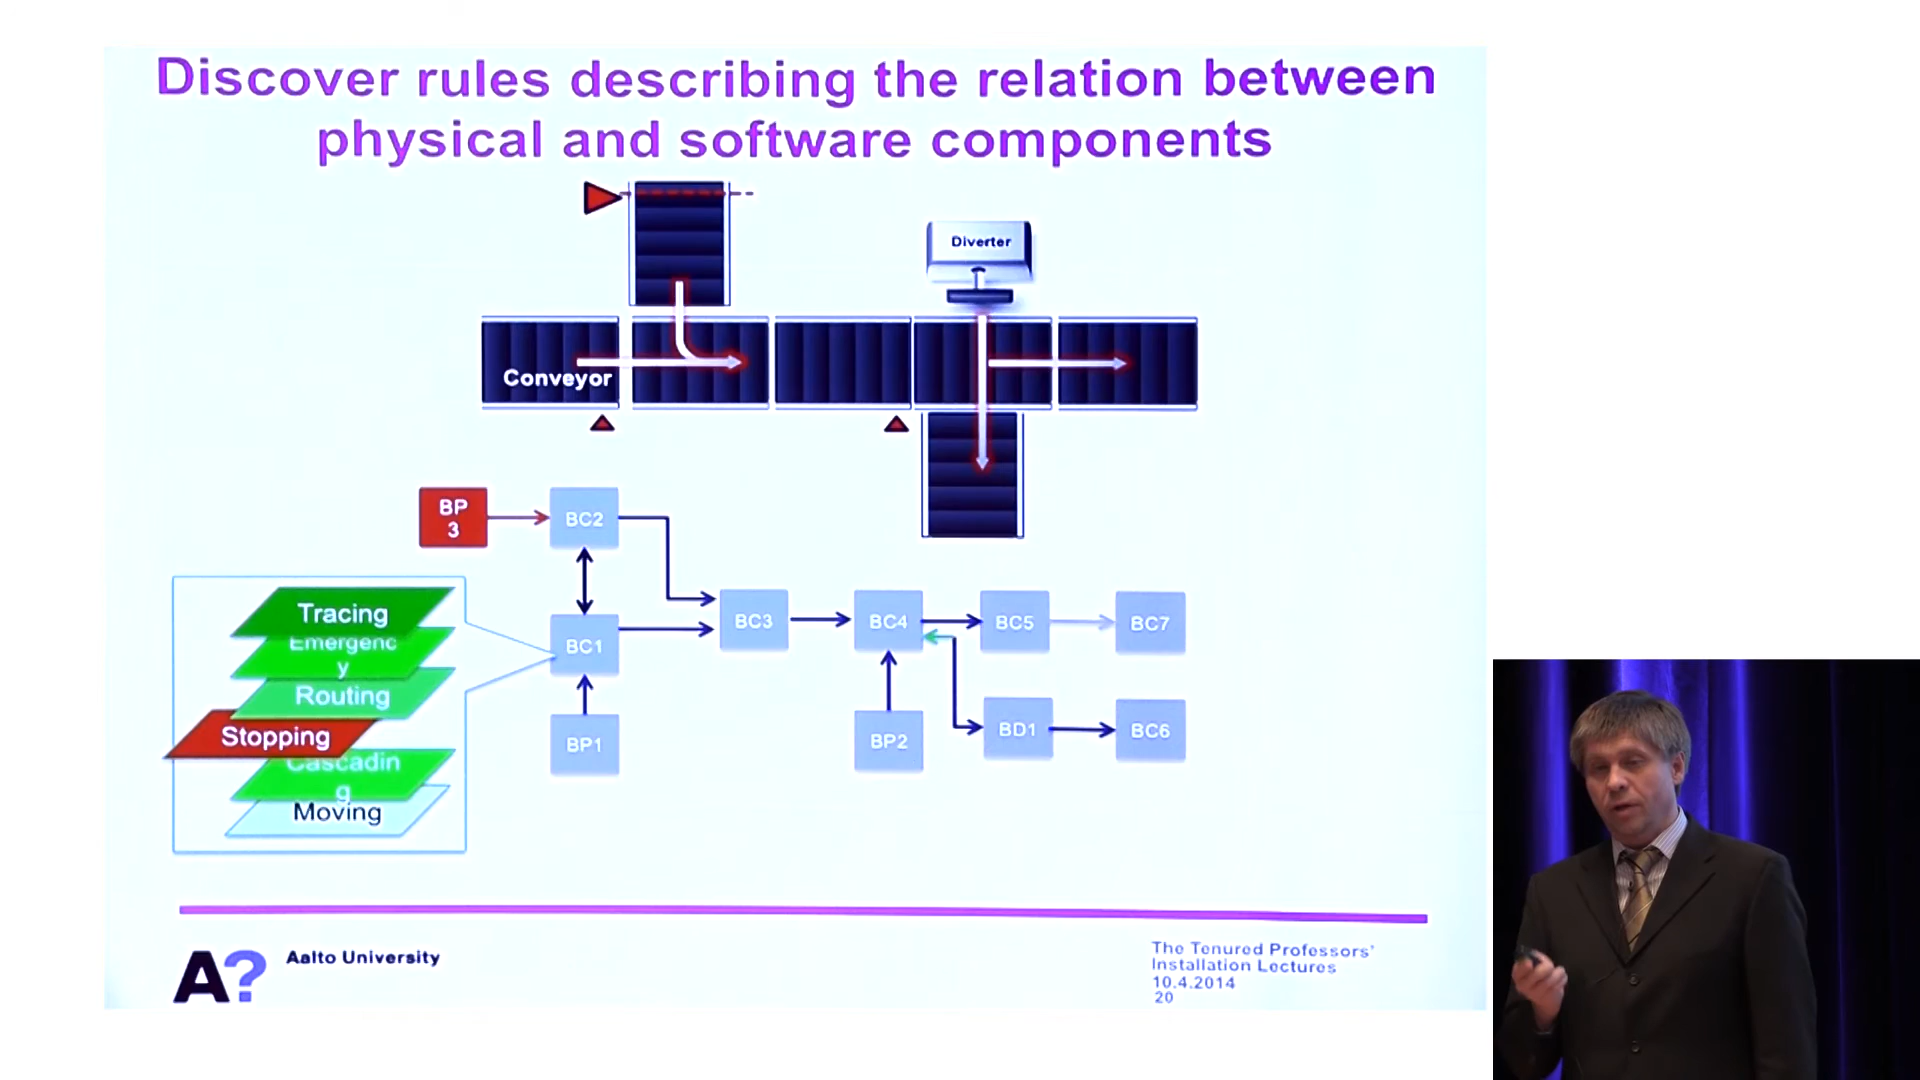 Discover rules describing the relation between
physical and software components
Diverter
Conveyor
BP
3
BC2
Tracing
Emergenc
y
Routing
Stopping
Cascadin
g
Moving
BC1
BC3
BC4
BC5
BC7
BP1
BP2
BD1
BC6
A?
Aalto University
The Tenured Professors'
Installation Lectures
10.4.2014
20